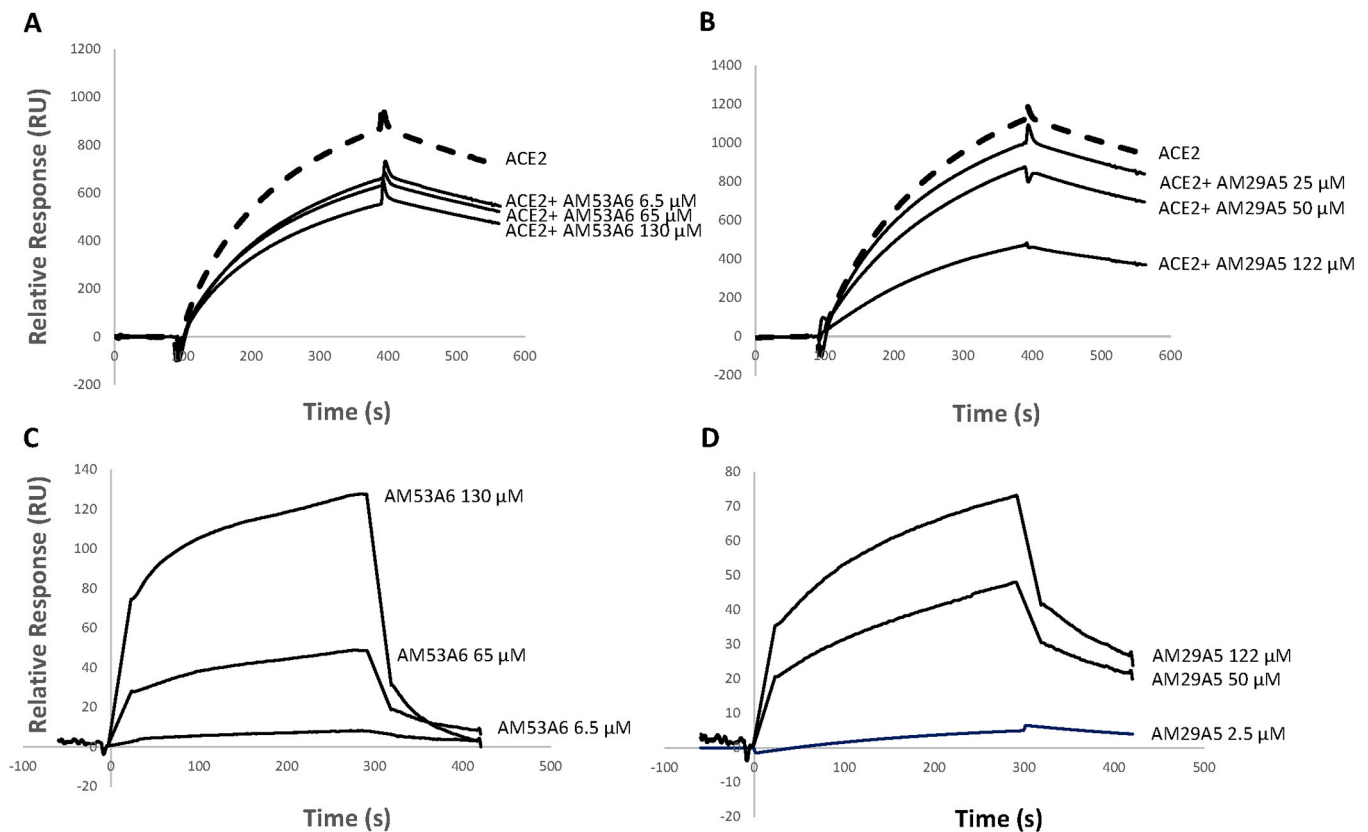 A
Relative Response (RU)
1200
1000
800
600
400
200
0
-200
0
100
200
300
400
500
600
Time (s)
ACE2
ACE2+ AM53A6 6.5 µM
ACE2+ AM53A6 65 µM
ACE2+ AM53A6 130 µM
B
Relative Response (RU)
1400
1200
1000
800
600
400
200
0
-200
0
100
200
300
400
500
600
Time (s)
ACE2
ACE2+ AM29A5 25 µM
ACE2+ AM29A5 50 µM
ACE2+ AM29A5 122 µM
C
Relative Response (RU)
140
120
100
80
60
40
20
0
-20
-100
0
100
200
300
400
500
Time (s)
AM53A6 130 µM
AM53A6 65 µM
AM53A6 6.5 µM
D
80
70
60
50
40
30
20
10
0
-10
-20
-100
0
100
200
300
400
500
Time (s)
AM29A5 122 µM
AM29A5 50 µM
AM29A5 2.5 µM